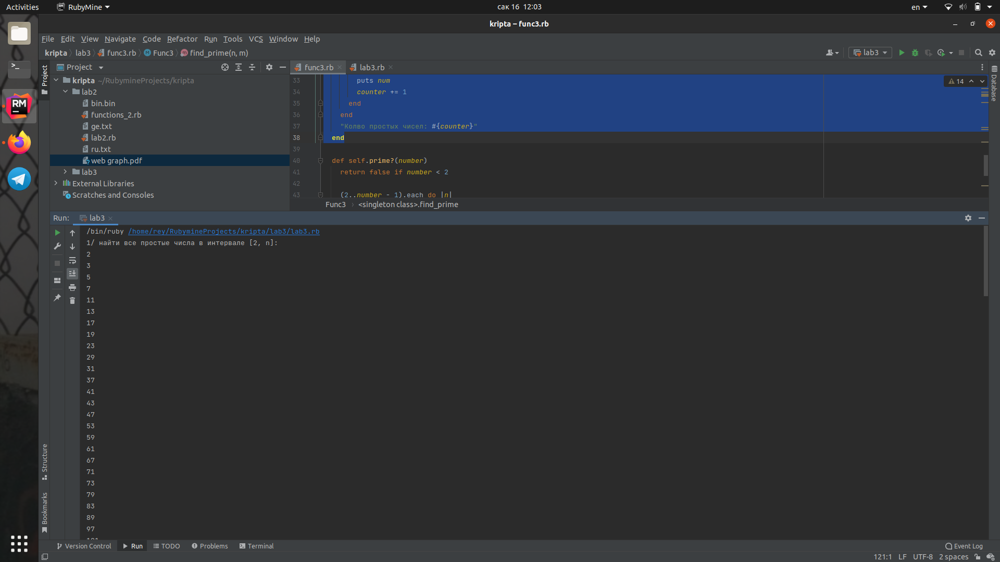 Activities
RubyMine
сак 16 12:03
en
kripta – func3.rb
File Edit View Navigate Code Refactor Run Tools VCS Window Help
kripta lab3 func3.rb Func3 find_prime(n, m)
lab3
Project
Project
func3.rb
lab3.rb
Database
kripta ~/RubymineProjects/kripta
lab2
bin.bin
functions_2.rb
ge.txt
lab2.rb
ru.txt
web graph.pdf
lab3
External Libraries
Scratches and Consoles
14
33 puts num
34 counter += 1
35 end
36 end
37 "Колво простых чисел: #{counter}"
38 end
39
40 def self.prime?(number)
41 return false if number < 2
42
43 (2..number - 1).each do |n|
Func3 › <singleton class>.find_prime
Run: lab3
/bin/ruby /home/rey/RubymineProjects/kripta/lab3/lab3.rb
1/ найти все простые числа в интервале [2, n]:
2
3
5
7
11
13
17
19
23
29
31
37
41
43
47
53
59
61
67
71
73
79
83
89
97
Structure
Bookmarks
Version Control Run TODO Problems Terminal
Event Log
121:1 LF UTF-8 2 spaces